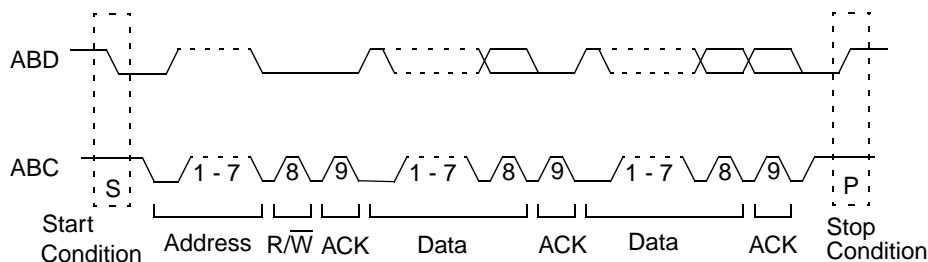 ABD
ABC
1 - 7 8 9 1 - 7 8 9 1 - 7 8 9
S P
Start Condition
Address R/W̅ ACK Data ACK Data ACK
Stop Condition